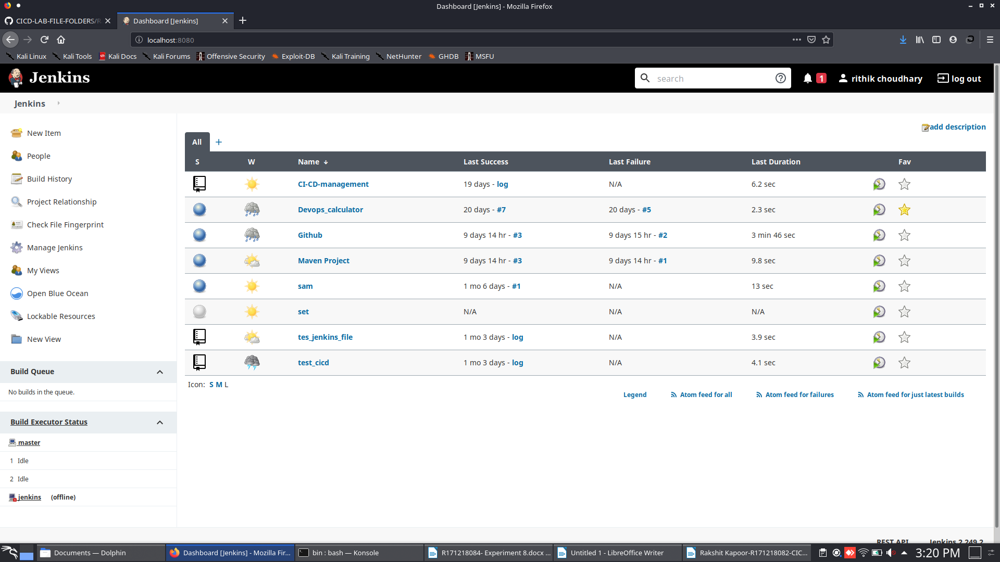 Dashboard [Jenkins] - Mozilla Firefox
CICD-LAB-FILE-FOLDERS/R
Dashboard [Jenkins]
localhost:8080
Kali Linux Kali Tools Kali Docs Kali Forums Offensive Security Exploit-DB Kali Training NetHunter GHDB MSFU
Jenkins
search
1
rithik choudhary
log out
Jenkins
New Item
People
Build History
Project Relationship
Check File Fingerprint
Manage Jenkins
My Views
Open Blue Ocean
Lockable Resources
New View
Build Queue
No builds in the queue.
Build Executor Status
master
1 Idle
2 Idle
jenkins (offline)
add description
All +
S W Name ↓ Last Success Last Failure Last Duration Fav
CI-CD-management 19 days - log N/A 6.2 sec
Devops_calculator 20 days - #7 20 days - #5 2.3 sec
Github 9 days 14 hr - #3 9 days 15 hr - #2 3 min 46 sec
Maven Project 9 days 14 hr - #3 9 days 14 hr - #1 9.8 sec
sam 1 mo 6 days - #1 N/A 13 sec
set N/A N/A N/A
tes_jenkins_file 1 mo 3 days - log N/A 3.9 sec
test_cicd 1 mo 3 days - log N/A 4.1 sec
Icon: S M L
Legend Atom feed for all Atom feed for failures Atom feed for just latest builds
REST API Jenkins 2.249.2
Documents — Dolphin
Dashboard [Jenkins] - Mozilla Fir...
bin : bash — Konsole
R171218084- Experiment 8.docx ...
Untitled 1 - LibreOffice Writer
Rakshit Kapoor-R171218082-CIC...
3:20 PM